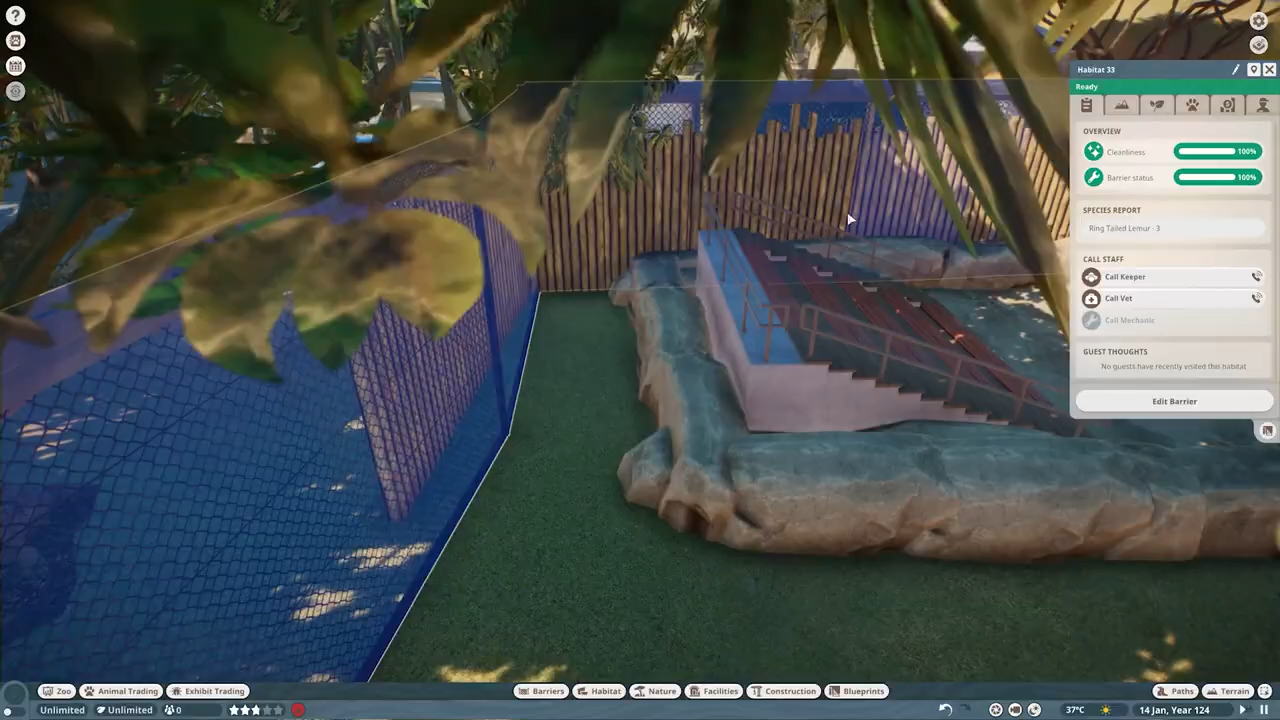 ?
Habitat 33
Ready
OVERVIEW
Cleanliness 100%
Barrier status 100%
SPECIES REPORT
Ring Tailed Lemur - 3
CALL STAFF
Call Keeper
Call Vet
Call Mechanic
GUEST THOUGHTS
No guests have recently visited this habitat
Edit Barrier
Zoo Animal Trading Exhibit Trading Barriers Habitat Nature Facilities Construction Blueprints Paths Terrain
Unlimited Unlimited 0 37°C 14 Jan, Year 124